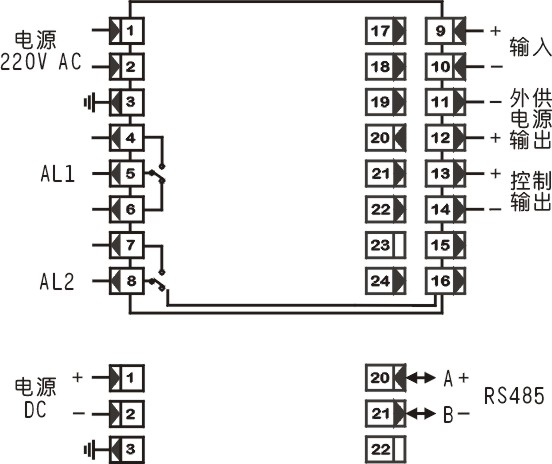 1 17 9 +
电源 输入
220V AC 2 18 10 −
3 19 11 − 外供
电源
4 20 12 + 输出
AL1 5 21 13 + 控制
6 22 14 − 输出
7 23 15
AL2 8 24 16
电源 + 1 20 A+
RS485
DC − 2 21 B−
3 22